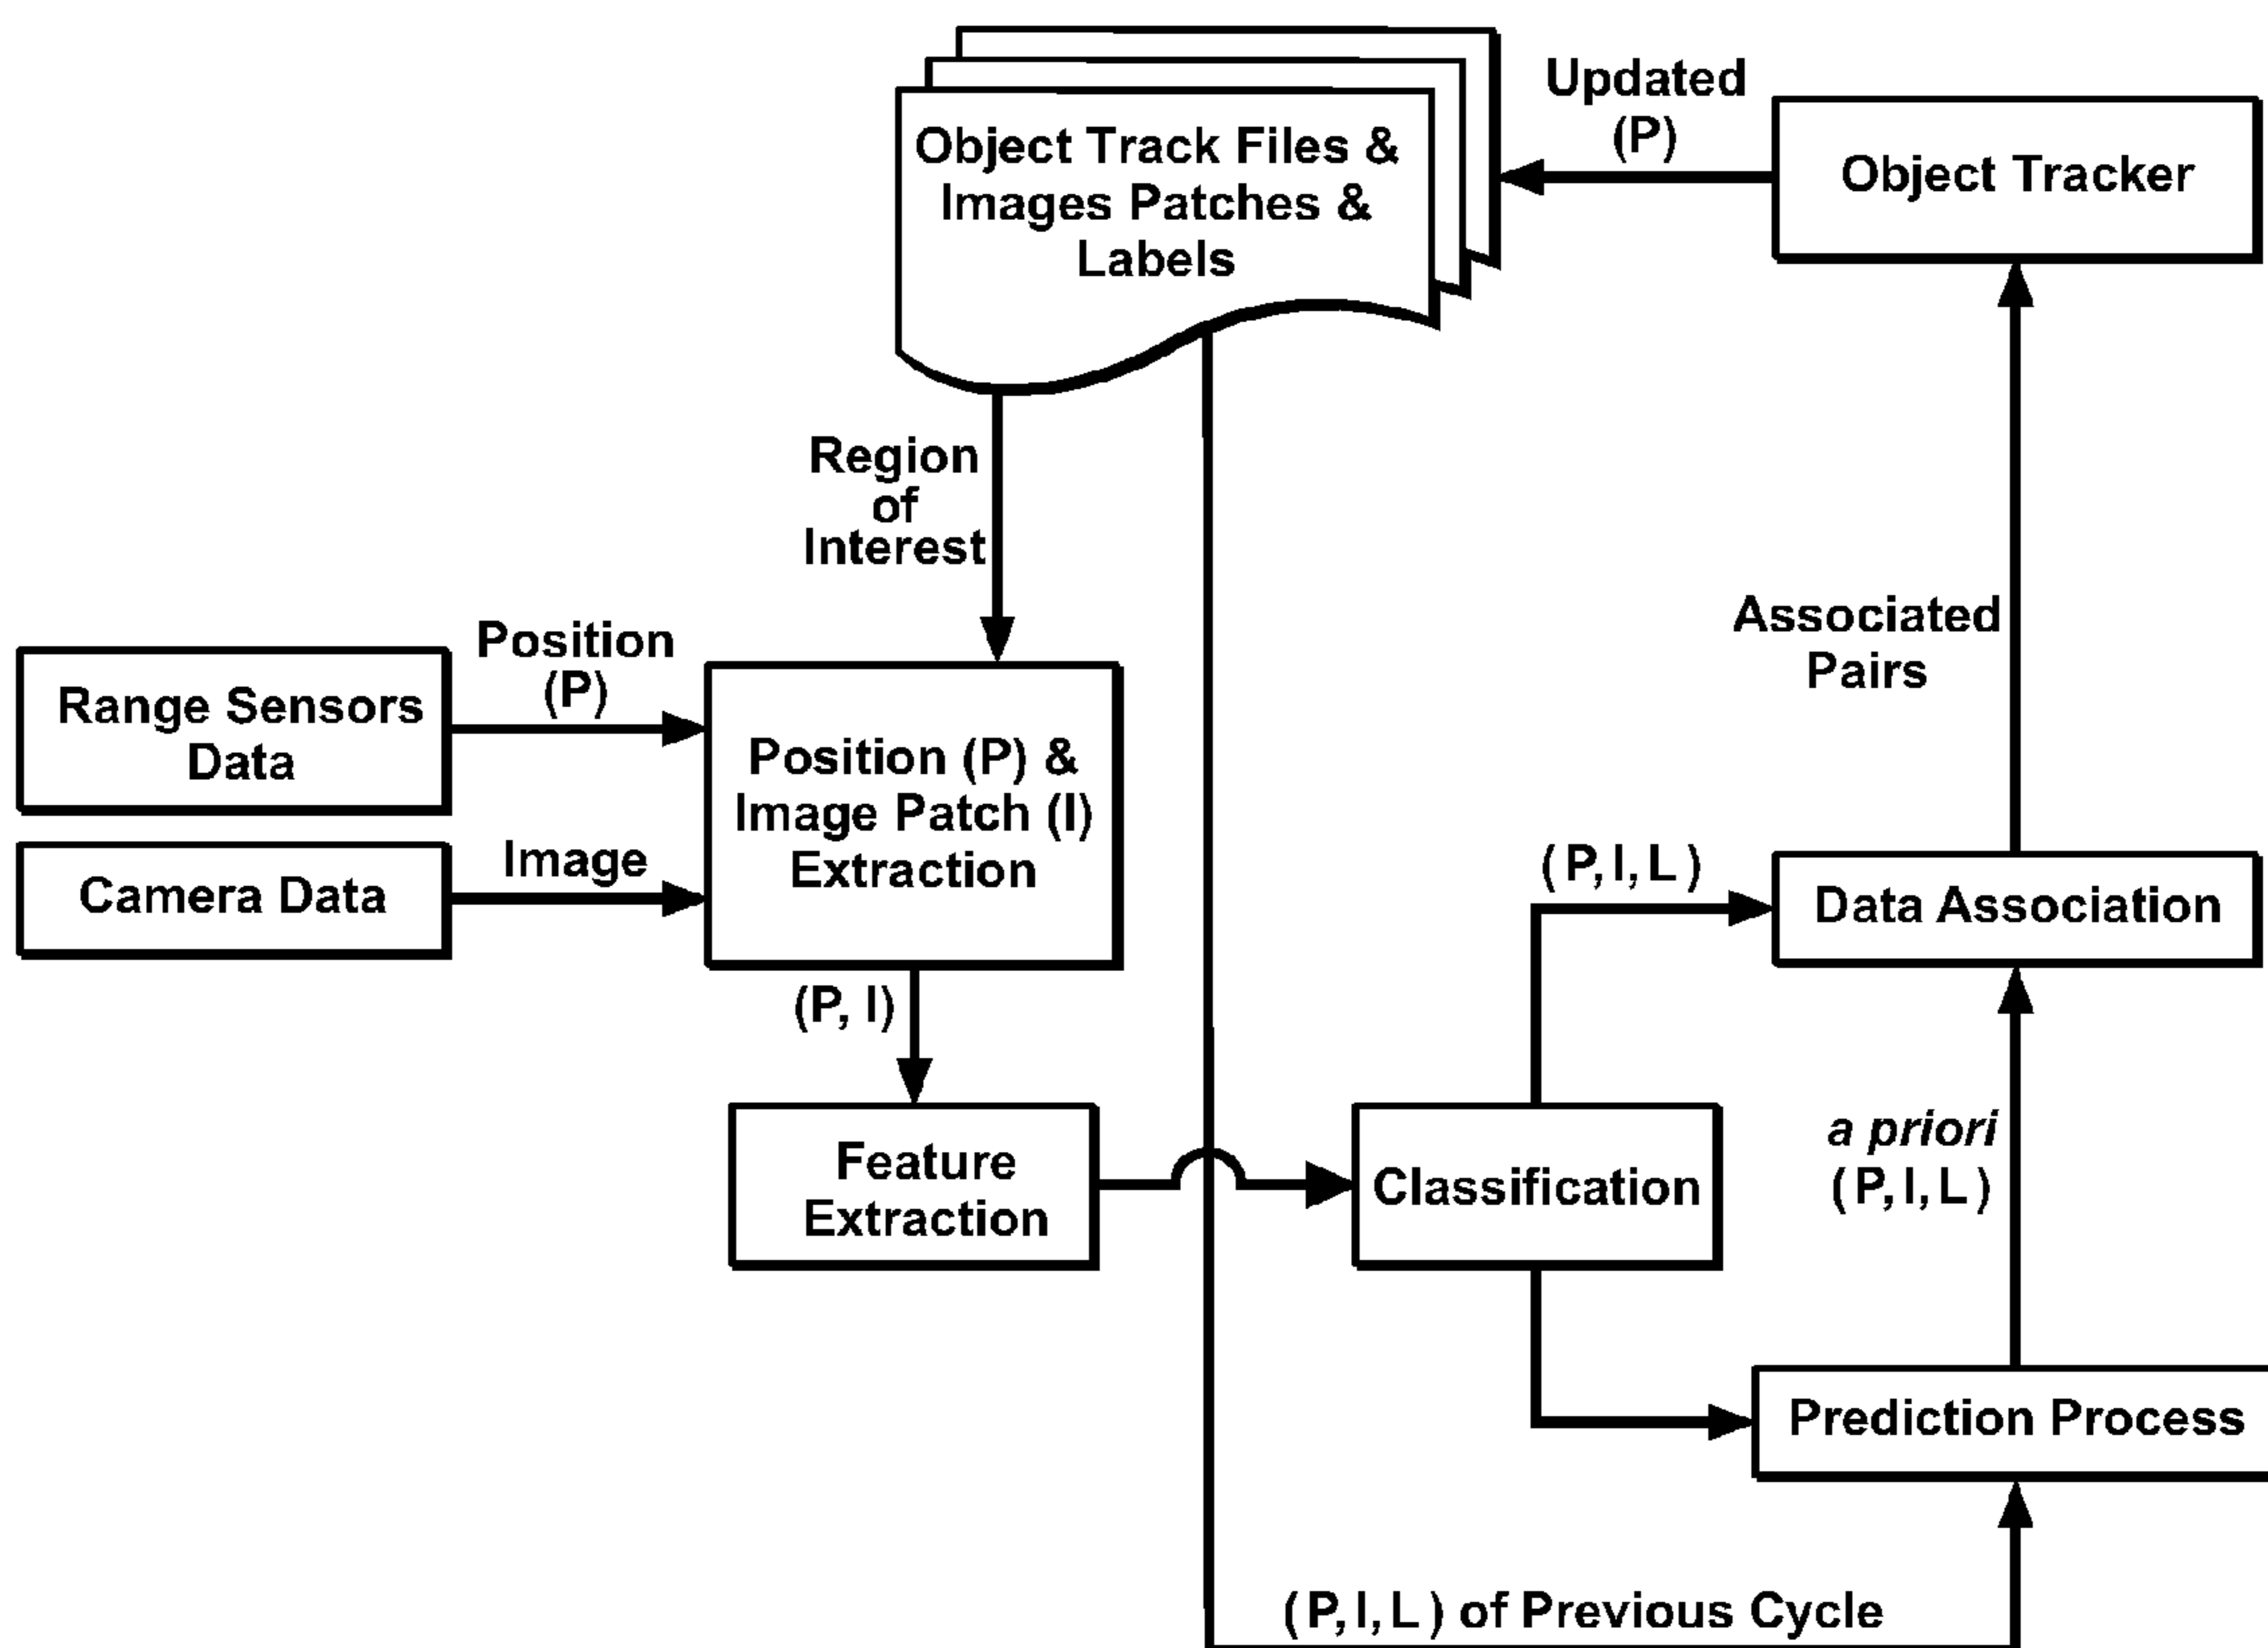 Object Track Files &
Images Patches &
Labels
Updated
(P)
Object Tracker
Region
of
Interest
Associated
Pairs
Position
(P)
Range Sensors
Data
Position (P) &
Image Patch (I)
Extraction
Image
Camera Data
(P, I)
(P, I, L)
Data Association
Feature
Extraction
Classification
a priori
(P, I, L)
Prediction Process
(P, I, L) of Previous Cycle